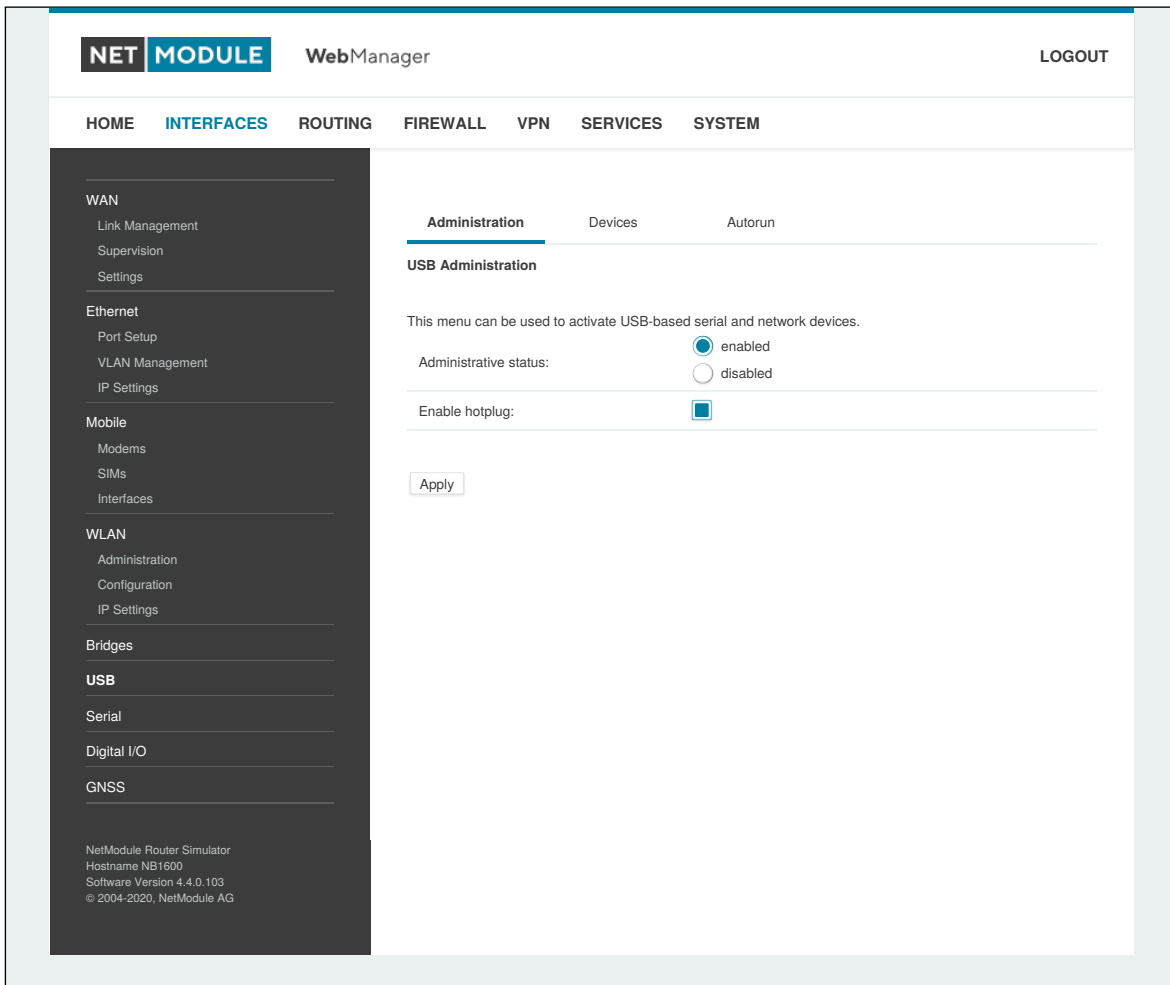 NET MODULE WebManager LOGOUT
HOME INTERFACES ROUTING FIREWALL VPN SERVICES SYSTEM
WAN
Link Management
Supervision
Settings
Ethernet
Port Setup
VLAN Management
IP Settings
Mobile
Modems
SIMs
Interfaces
WLAN
Administration
Configuration
IP Settings
Bridges
USB
Serial
Digital I/O
GNSS
NetModule Router Simulator
Hostname NB1600
Software Version 4.4.0.103
© 2004-2020, NetModule AG
Administration Devices Autorun
USB Administration
This menu can be used to activate USB-based serial and network devices.
Administrative status:
enabled
disabled
Enable hotplug:
Apply